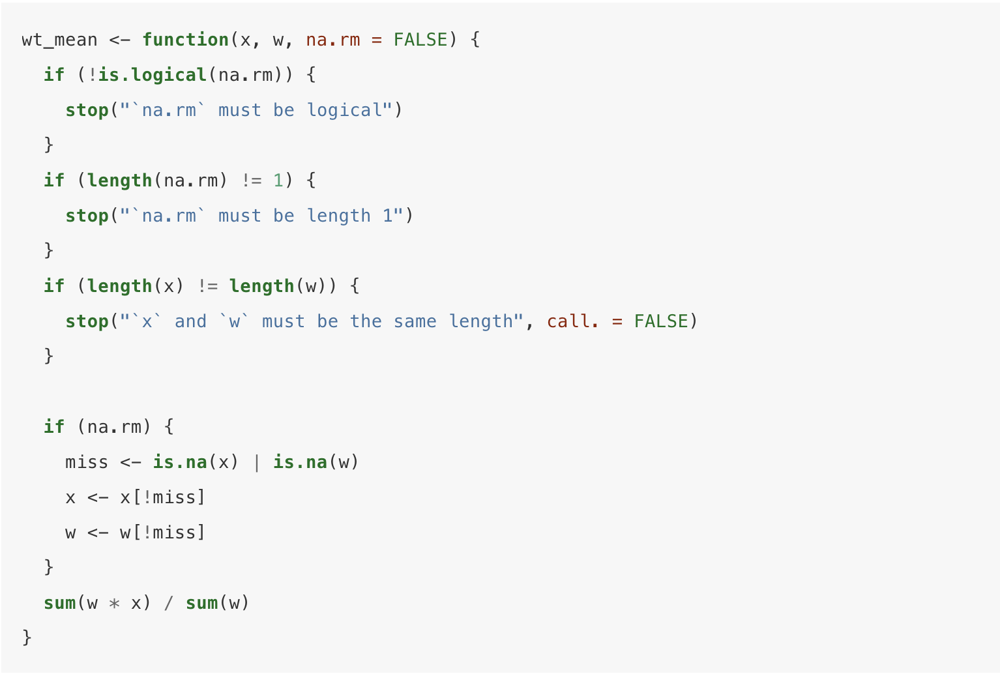 wt_mean <- function(x, w, na.rm = FALSE) {
  if (!is.logical(na.rm)) {
    stop("`na.rm` must be logical")
  }
  if (length(na.rm) != 1) {
    stop("`na.rm` must be length 1")
  }
  if (length(x) != length(w)) {
    stop("`x` and `w` must be the same length", call. = FALSE)
  }

  if (na.rm) {
    miss <- is.na(x) | is.na(w)
    x <- x[!miss]
    w <- w[!miss]
  }
  sum(w * x) / sum(w)
}